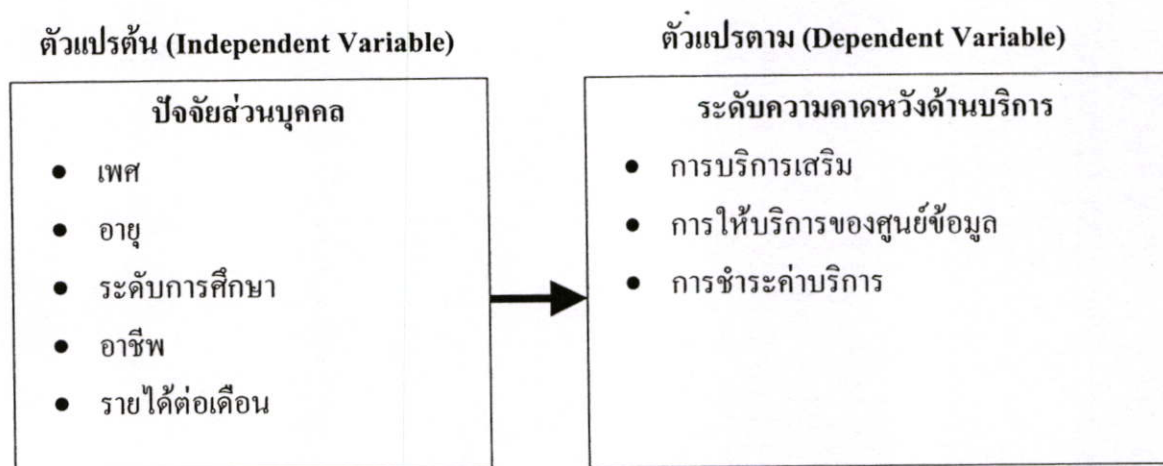 ตัวแปรต้น (Independent Variable)
ปัจจัยส่วนบุคคล
เพศ
อายุ
ระดับการศึกษา
อาชีพ
รายได้ต่อเดือน
ตัวแปรตาม (Dependent Variable)
ระดับความคาดหวังด้านบริการ
การบริการเสริม
การให้บริการของศูนย์ข้อมูล
การชำระค่าบริการ